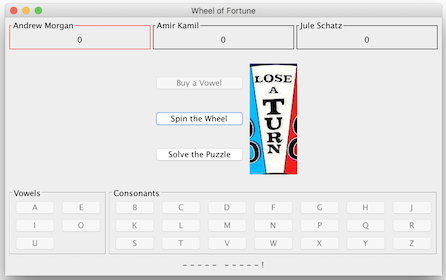 Wheel of Fortune
Andrew Morgan Amir Kamil Jule Schatz
0 0 0
Buy a Vowel
Spin the Wheel
Solve the Puzzle
LOSE
A
TURN
Vowels Consonants
A E B C D F G H J
I O K L M N P Q R
U S T V W X Y Z
- - - - - - - - - - !